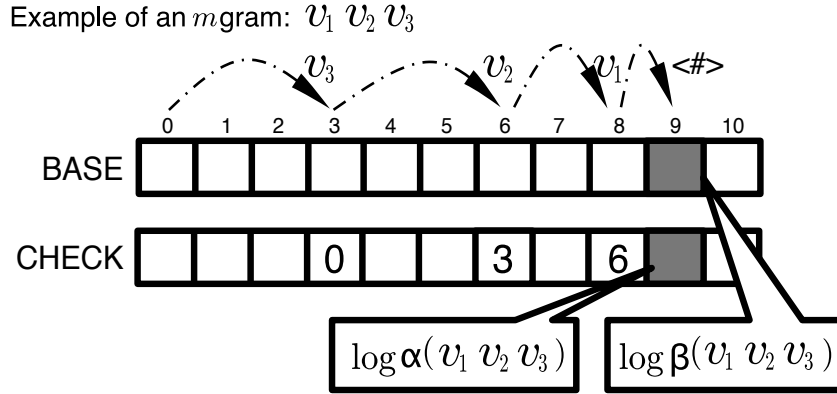 Example of an m gram: v₁ v₂ v₃
v₃ v₂ v₁ <#>
0 1 2 3 4 5 6 7 8 9 10
BASE
CHECK 0 3 6
log α( v₁ v₂ v₃ ) log β( v₁ v₂ v₃ )